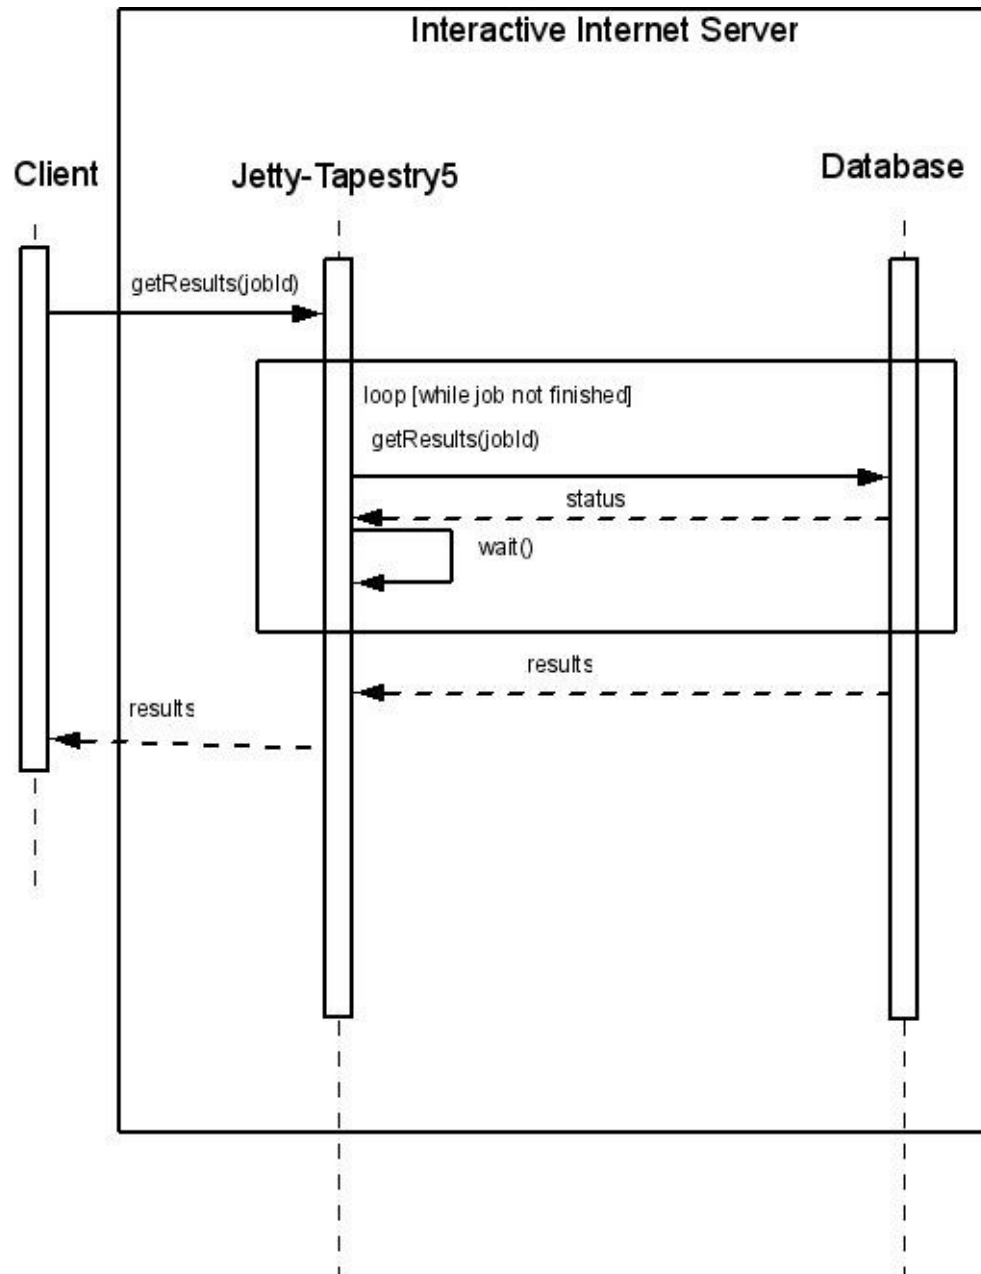 Interactive Internet Server
Client
Jetty-Tapestry5
Database
getResults(jobId)
loop [while job not finished]
getResults(jobId)
status
wait()
results
results